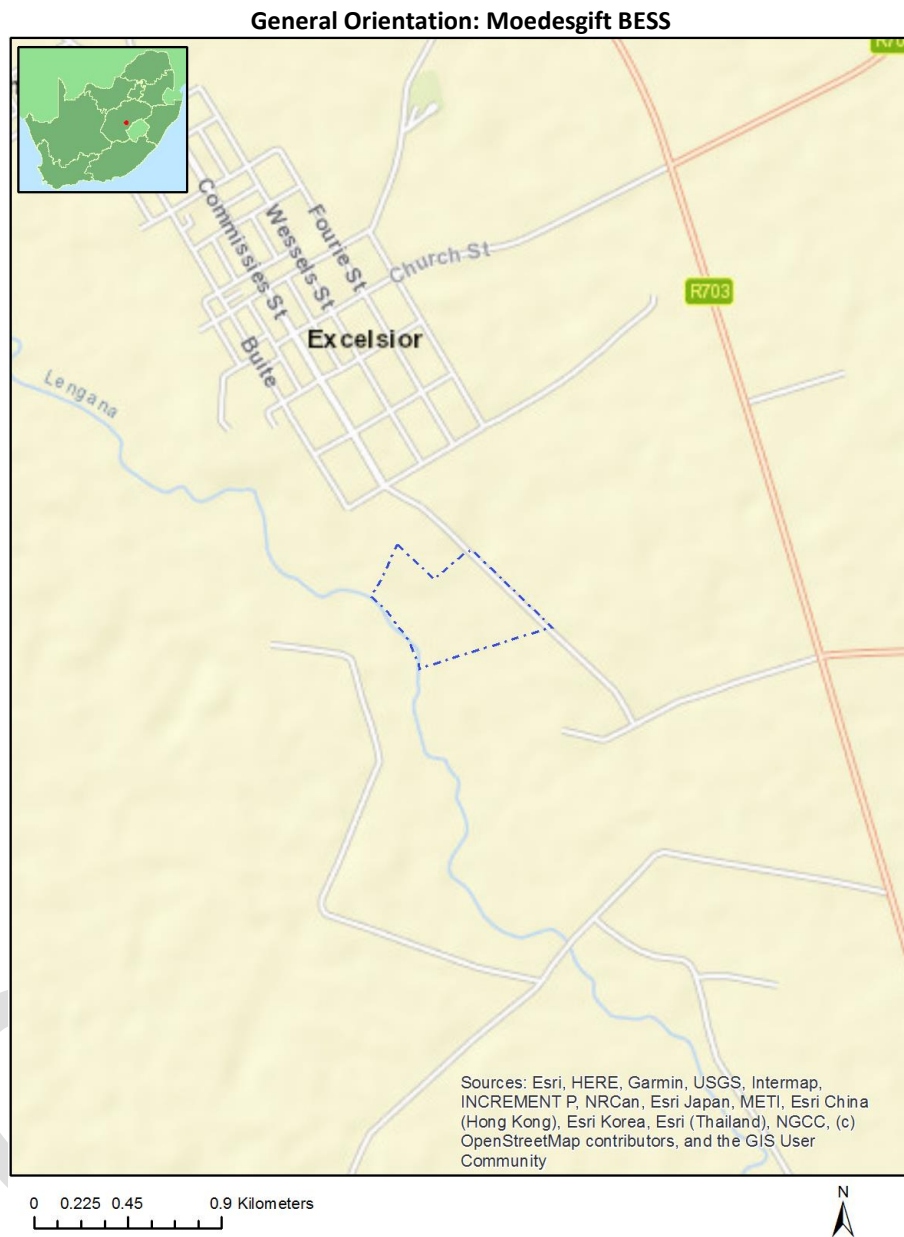 General Orientation: Moedesgift BESS
Commissies St
Wessels St
Fourie St
Church St
R703
Excelsior
Buite
Lengana
Sources: Esri, HERE, Garmin, USGS, Intermap,
INCREMENT P, NRCan, Esri Japan, METI, Esri China
(Hong Kong), Esri Korea, Esri (Thailand), NGCC, (c)
OpenStreetMap contributors, and the GIS User
Community
0 0.225 0.45 0.9 Kilometers
N